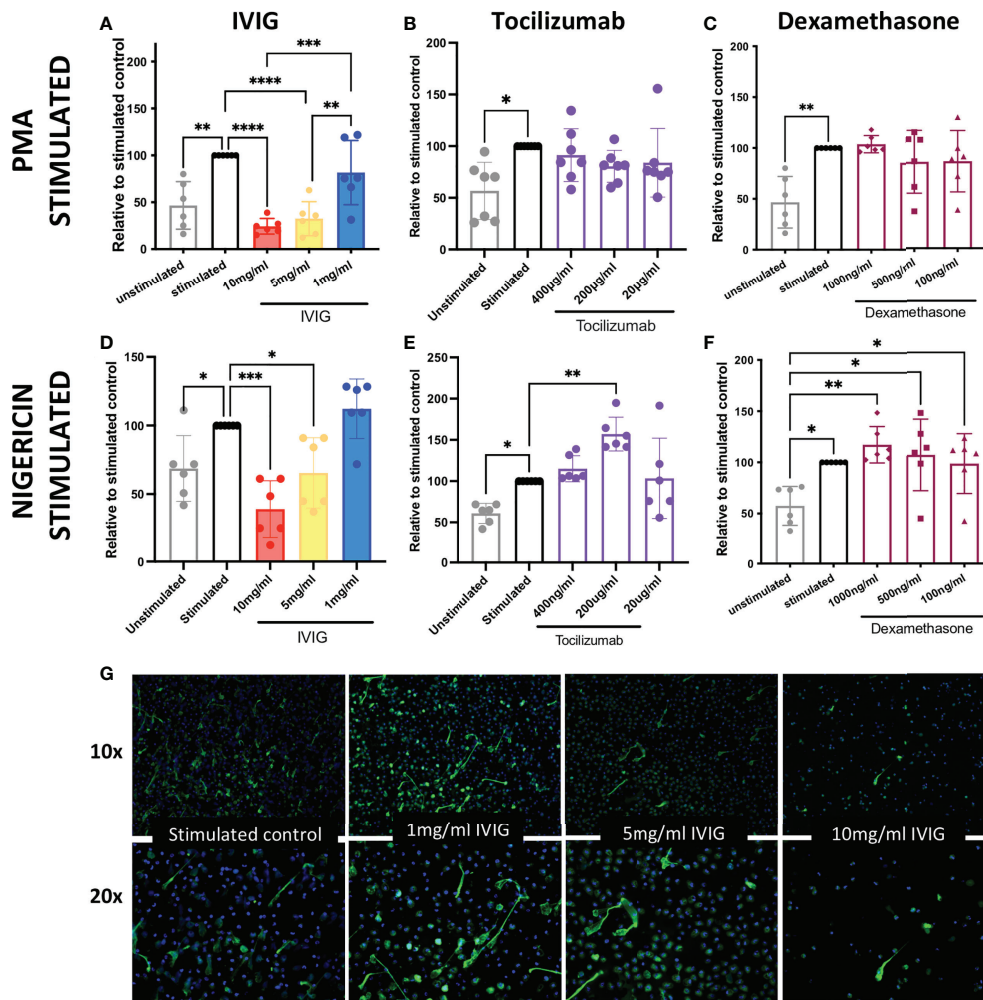 IVIG
Tocilizumab
Dexamethasone
PMA
STIMULATED
A
Relative to stimulated control
200
150
100
50
0
**
****
****
***
**
unstimulated
stimulated
10mg/ml
5mg/ml
1mg/ml
IVIG
B
Relative to stimulated control
200
150
100
50
0
*
Unstimulated
Stimulated
400µg/ml
200µg/ml
20µg/ml
Tocilizumab
C
Relative to stimulated control
200
150
100
50
0
**
unstimulated
stimulated
1000ng/ml
500ng/ml
100ng/ml
Dexamethasone
NIGERICIN
STIMULATED
D
Relative to stimulated control
150
100
50
0
*
***
*
Unstimulated
Stimulated
10mg/ml
5mg/ml
1mg/ml
IVIG
E
Relative to stimulated control
250
200
150
100
50
0
*
**
Unstimulated
Stimulated
400ng/ml
200ug/ml
20µg/ml
Tocilizumab
F
Relative to stimulated control
200
150
100
50
0
*
**
*
*
unstimulated
stimulated
1000ng/ml
500ng/ml
100ng/ml
Dexamethasone
G
10x
Stimulated control
1mg/ml IVIG
5mg/ml IVIG
10mg/ml IVIG
20x